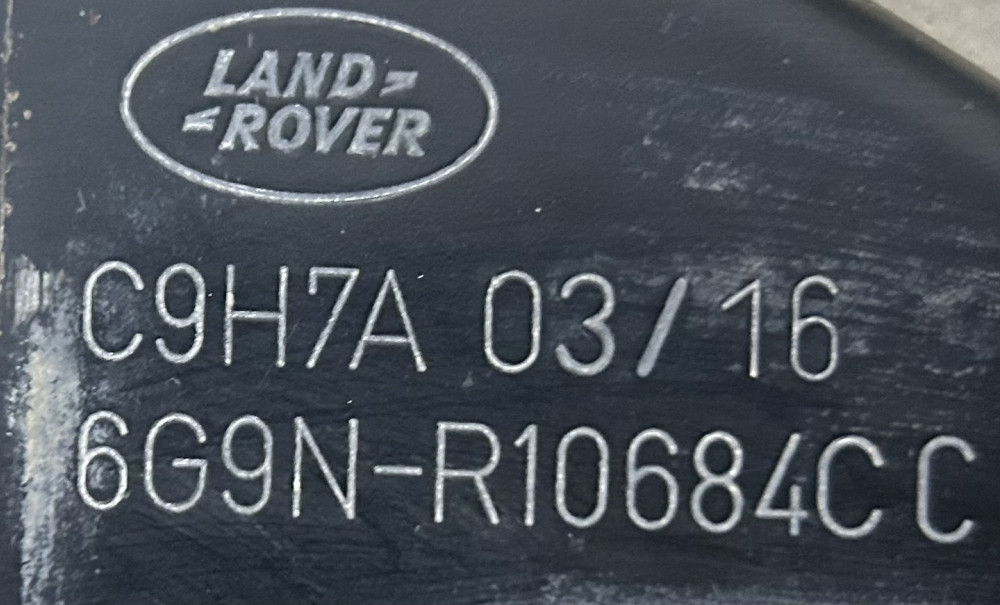 LAND
ROVER
C9H7A 03/16
6G9N-R10684CC